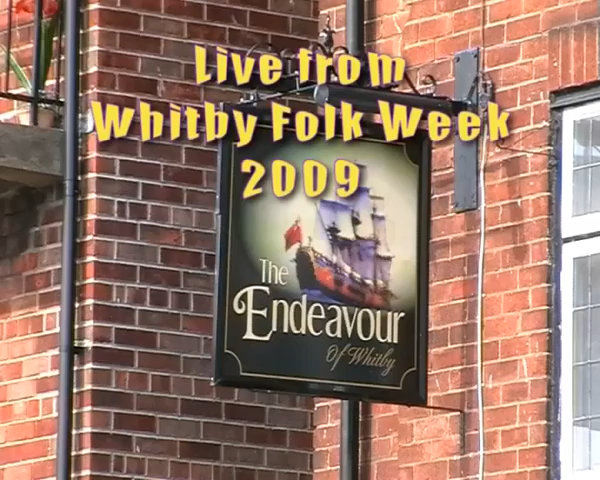 Live from
Whitby Folk Week
2009
The
Endeavour
Of Whitby